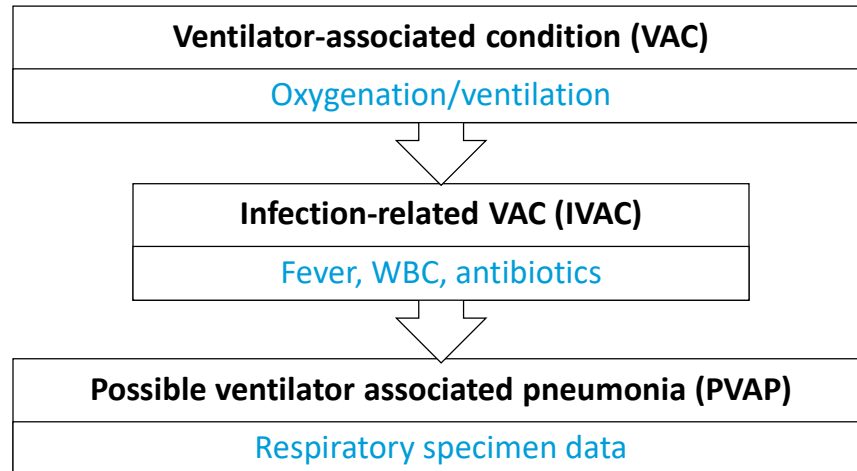 Ventilator-associated condition (VAC)
Oxygenation/ventilation
Infection-related VAC (IVAC)
Fever, WBC, antibiotics
Possible ventilator associated pneumonia (PVAP)
Respiratory specimen data